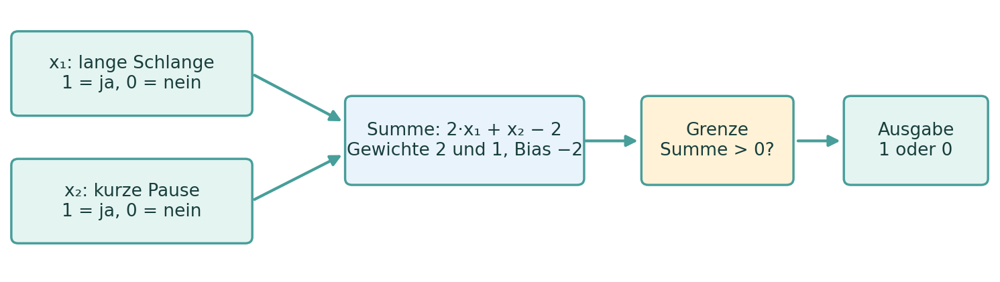 x₁: lange Schlange
1 = ja, 0 = nein
x₂: kurze Pause
1 = ja, 0 = nein
Summe: 2·x₁ + x₂ − 2
Gewichte 2 und 1, Bias −2
Grenze
Summe > 0?
Ausgabe
1 oder 0